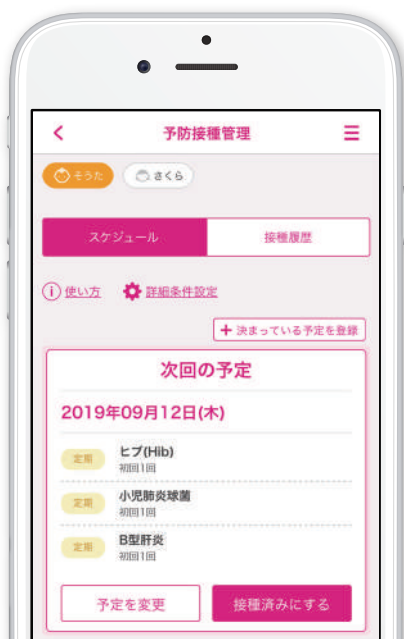 予防接種管理
そうた
さくら
スケジュール
接種履歴
i 使い方
詳細条件設定
+ 決まっている予定を登録
次回の予定
2019年09月12日(木)
定期
ヒブ(Hib)
初回1回
定期
小児肺炎球菌
初回1回
定期
B型肝炎
初回1回
予定を変更
接種済みにする